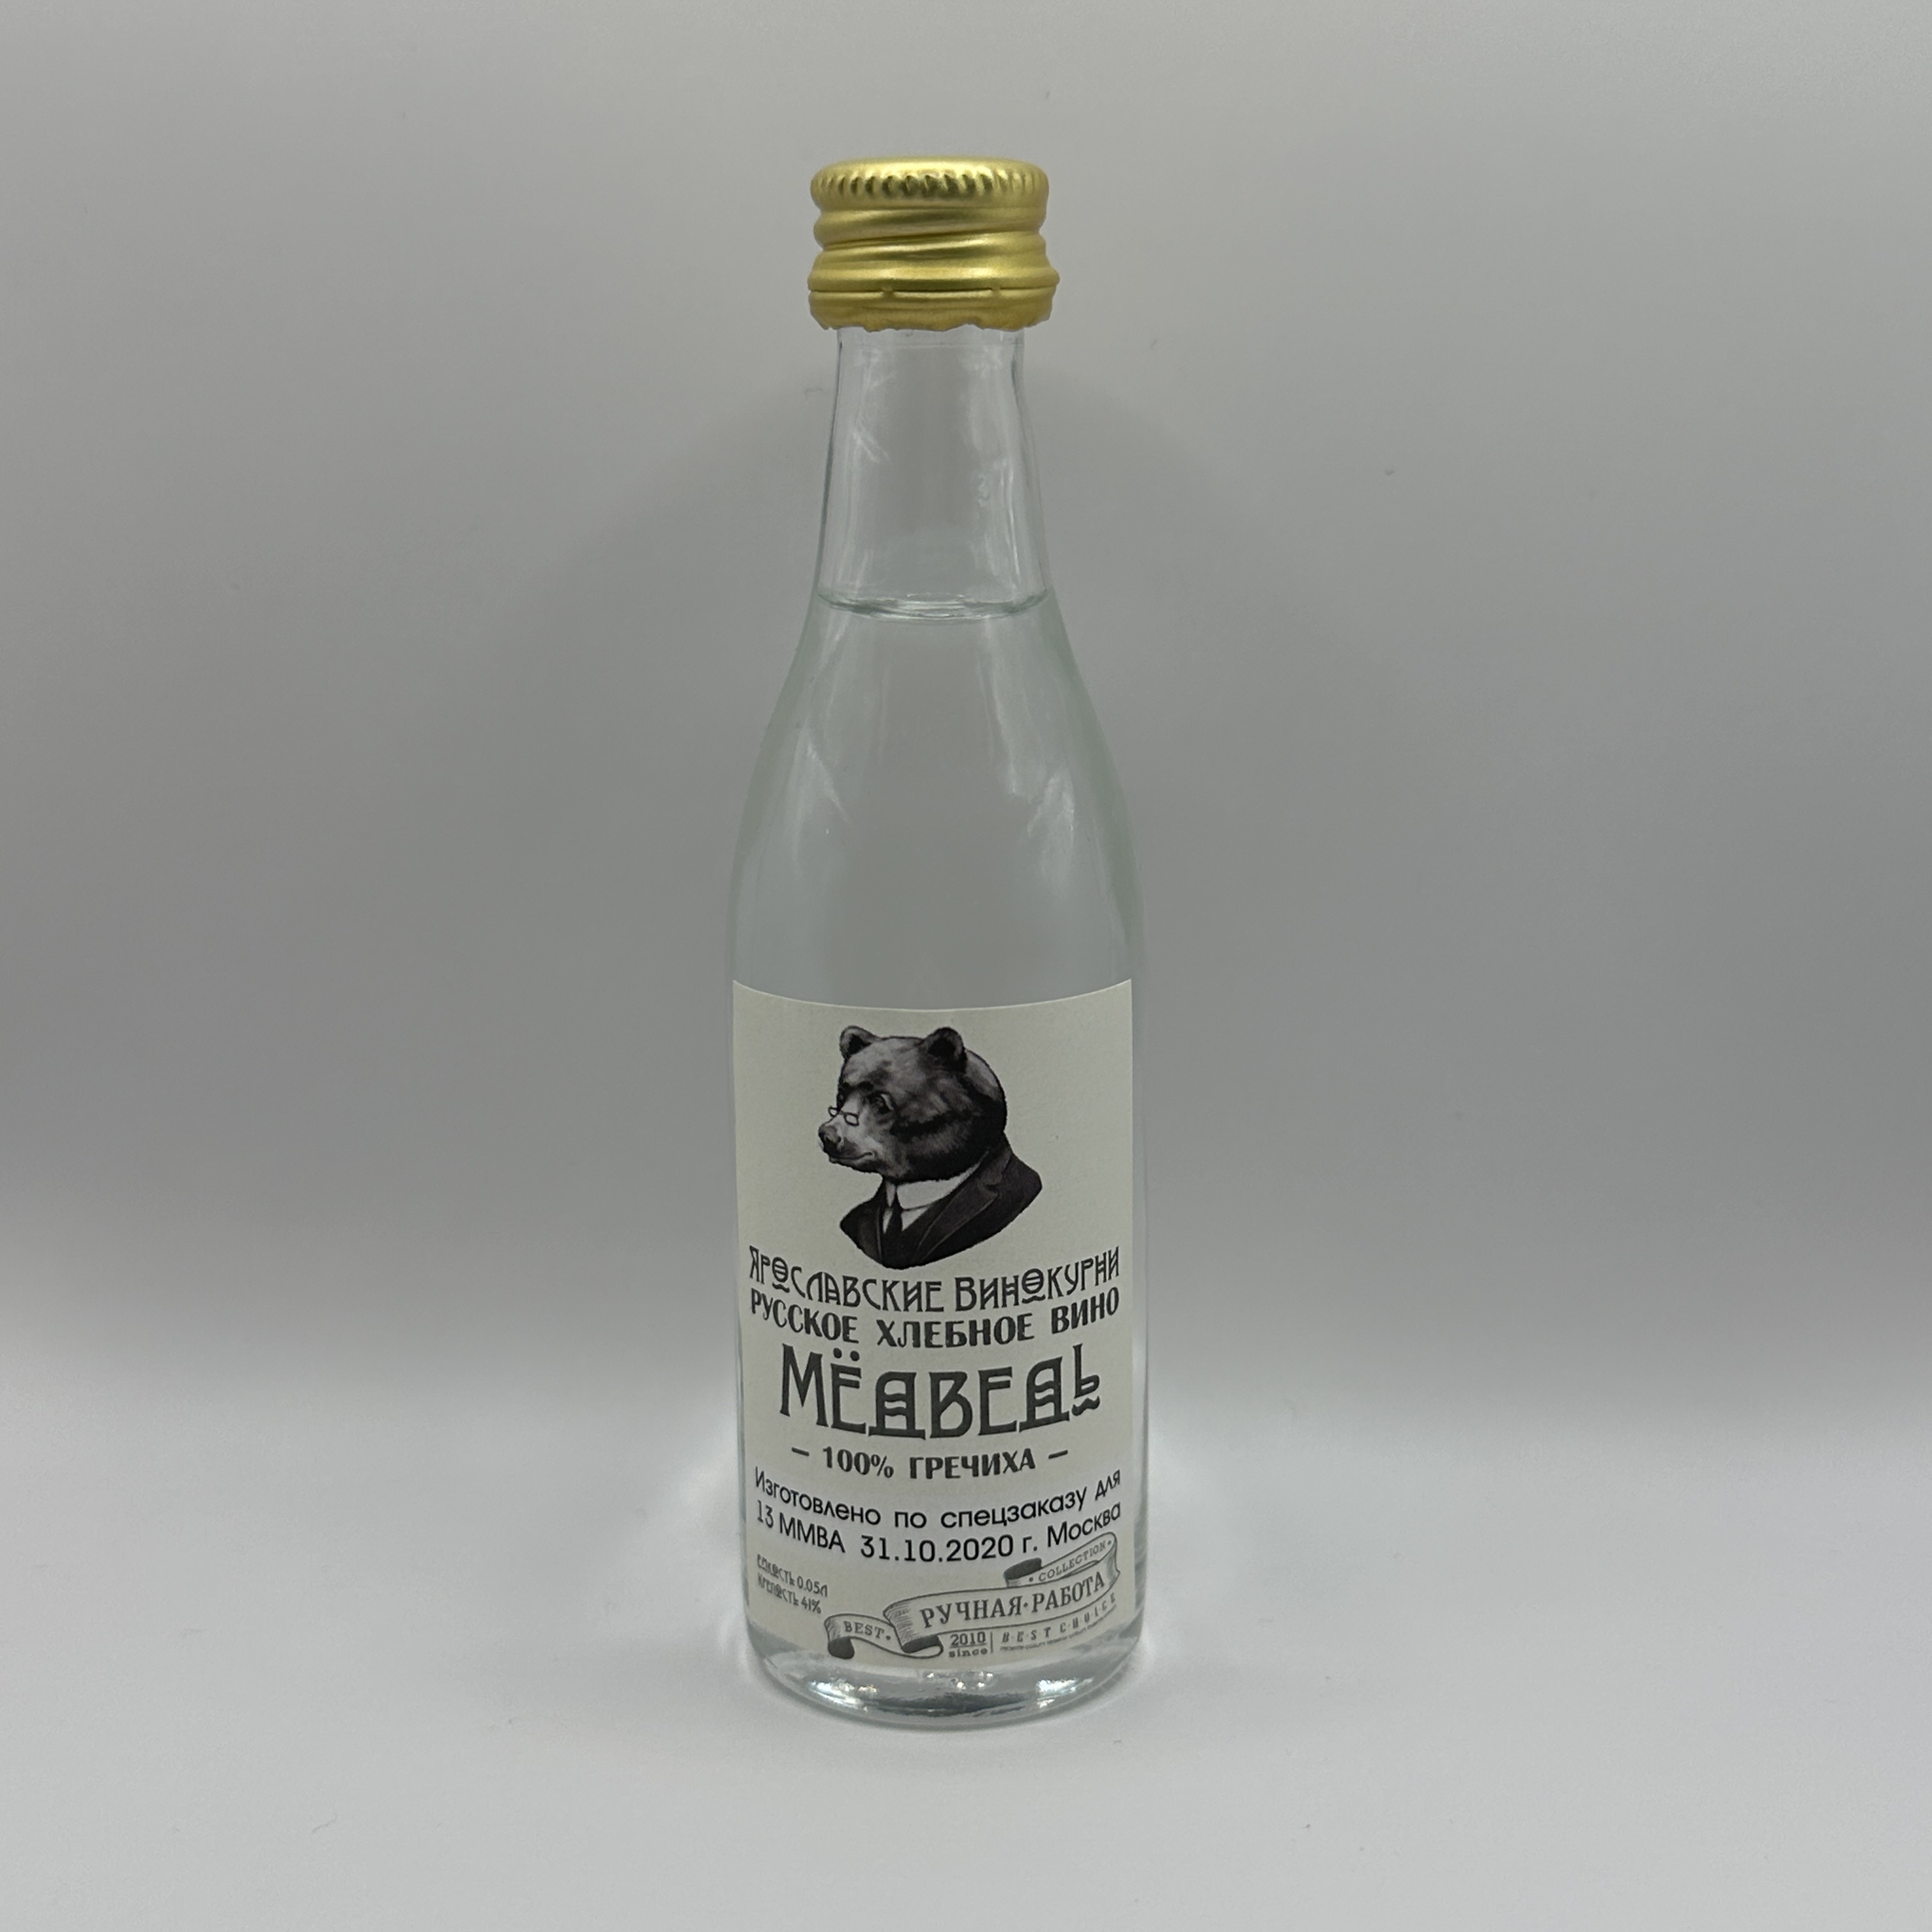 ЯРОСЛАВСКИЕ ВИНОКУРНИ
РУССКОЕ ХЛЕБНОЕ ВИНО
МЁДВЕДЬ
– 100% ГРЕЧИХА –
Изготовлено по спецзаказу для
13 ММВА 31.10.2020 г. Москва
ЕМКОСТЬ 0.05Л
КРЕПОСТЬ 41%
• COLLECTION •
РУЧНАЯ•РАБОТА
BEST •
2010
since
BEST CHOICE